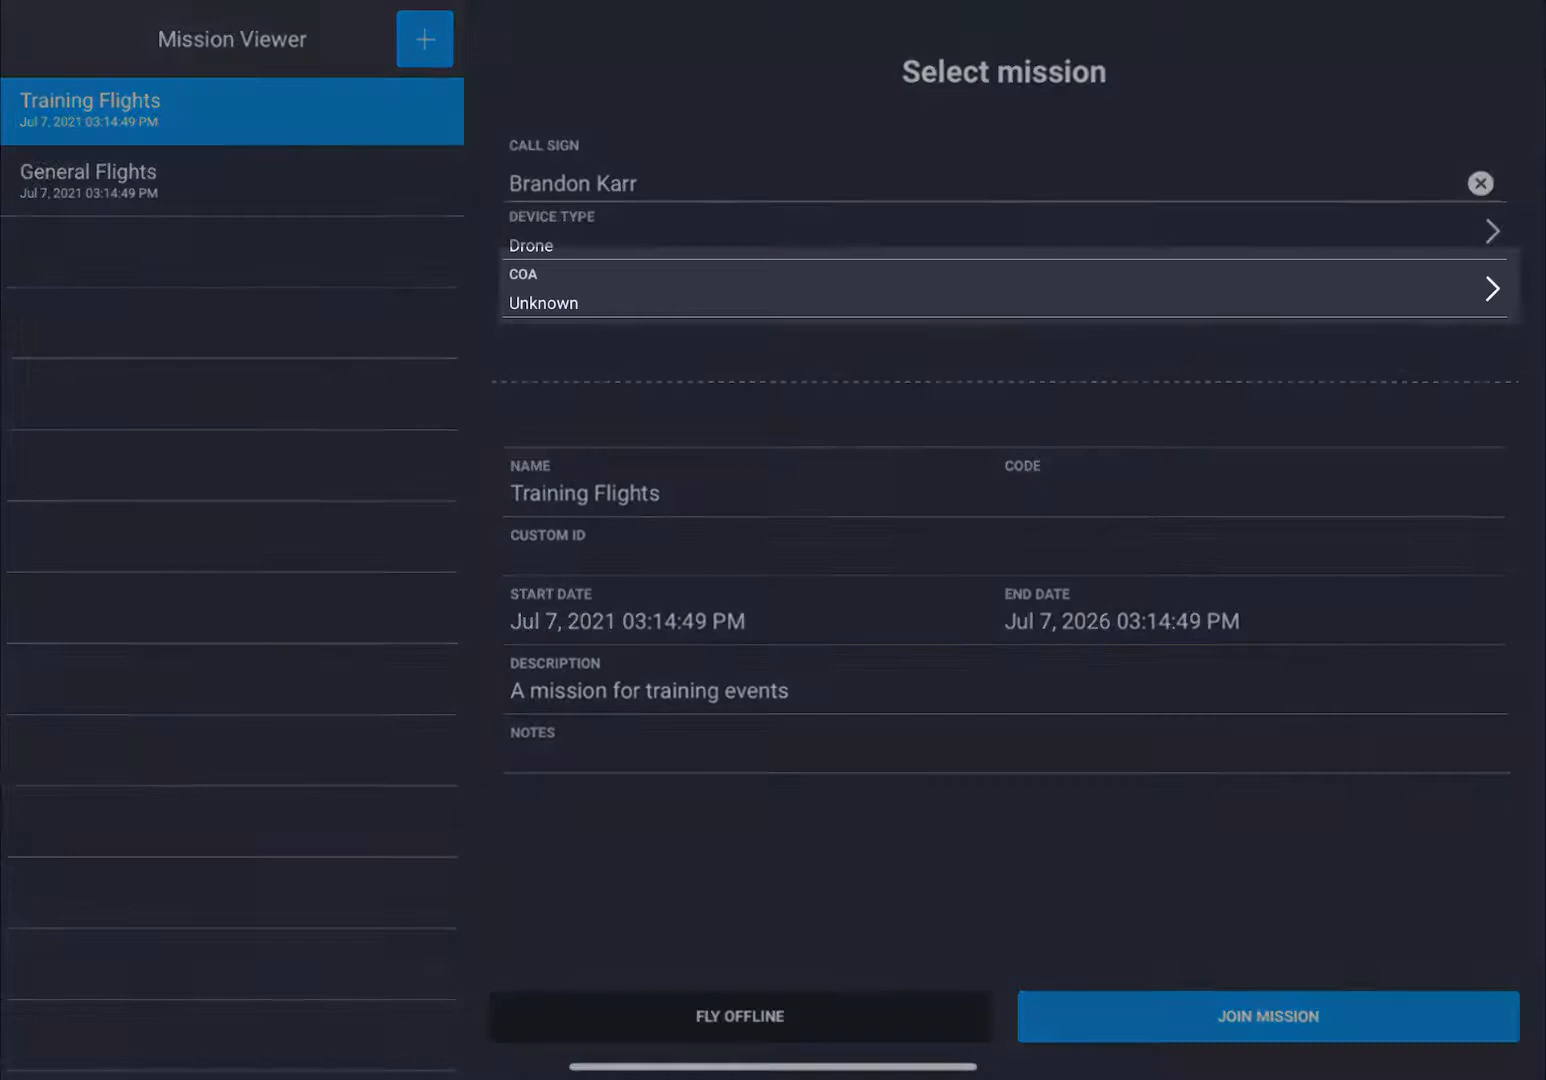 Mission Viewer
Training Flights
Jul 7, 2021 03:14:49 PM
General Flights
Jul 7, 2021 03:14:49 PM
Select mission
CALL SIGN
Brandon Karr
DEVICE TYPE
Drone
COA
Unknown
NAME
Training Flights
CODE
CUSTOM ID
START DATE
Jul 7, 2021 03:14:49 PM
END DATE
Jul 7, 2026 03:14:49 PM
DESCRIPTION
A mission for training events
NOTES
FLY OFFLINE
JOIN MISSION